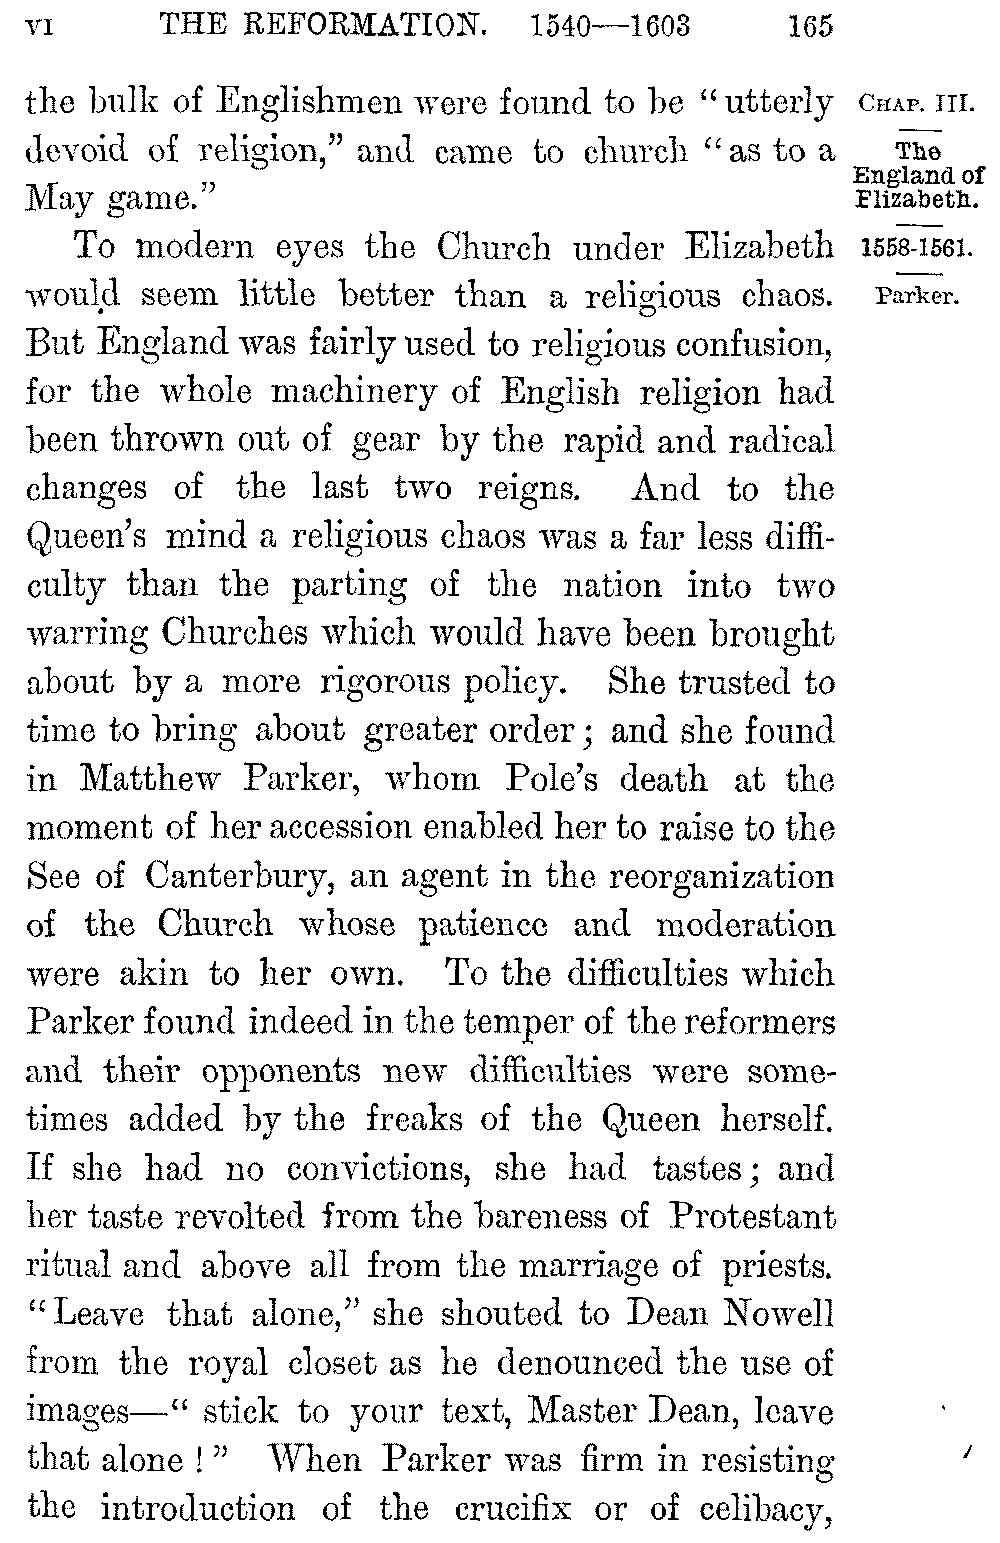 VI THE REFORMATION. 1540—1603 165
the bulk of Englishmen were found to be “utterly
devoid of religion,” and came to church “as to a
May game.”
To modern eyes the Church under Elizabeth
would seem little better than a religious chaos.
But England was fairly used to religious confusion,
for the whole machinery of English religion had
been thrown out of gear by the rapid and radical
changes of the last two reigns. And to the
Queen’s mind a religious chaos was a far less diffi-
culty than the parting of the nation into two
warring Churches which would have been brought
about by a more rigorous policy. She trusted to
time to bring about greater order; and she found
in Matthew Parker, whom Pole’s death at the
moment of her accession enabled her to raise to the
See of Canterbury, an agent in the reorganization
of the Church whose patience and moderation
were akin to her own. To the difficulties which
Parker found indeed in the temper of the reformers
and their opponents new difficulties were some-
times added by the freaks of the Queen herself.
If she had no convictions, she had tastes; and
her taste revolted from the bareness of Protestant
ritual and above all from the marriage of priests.
“Leave that alone,” she shouted to Dean Nowell
from the royal closet as he denounced the use of
images—“ stick to your text, Master Dean, leave
that alone !” When Parker was firm in resisting
the introduction of the crucifix or of celibacy,
CHAP. III.
The
England of
Elizabeth.
1558-1561.
Parker.